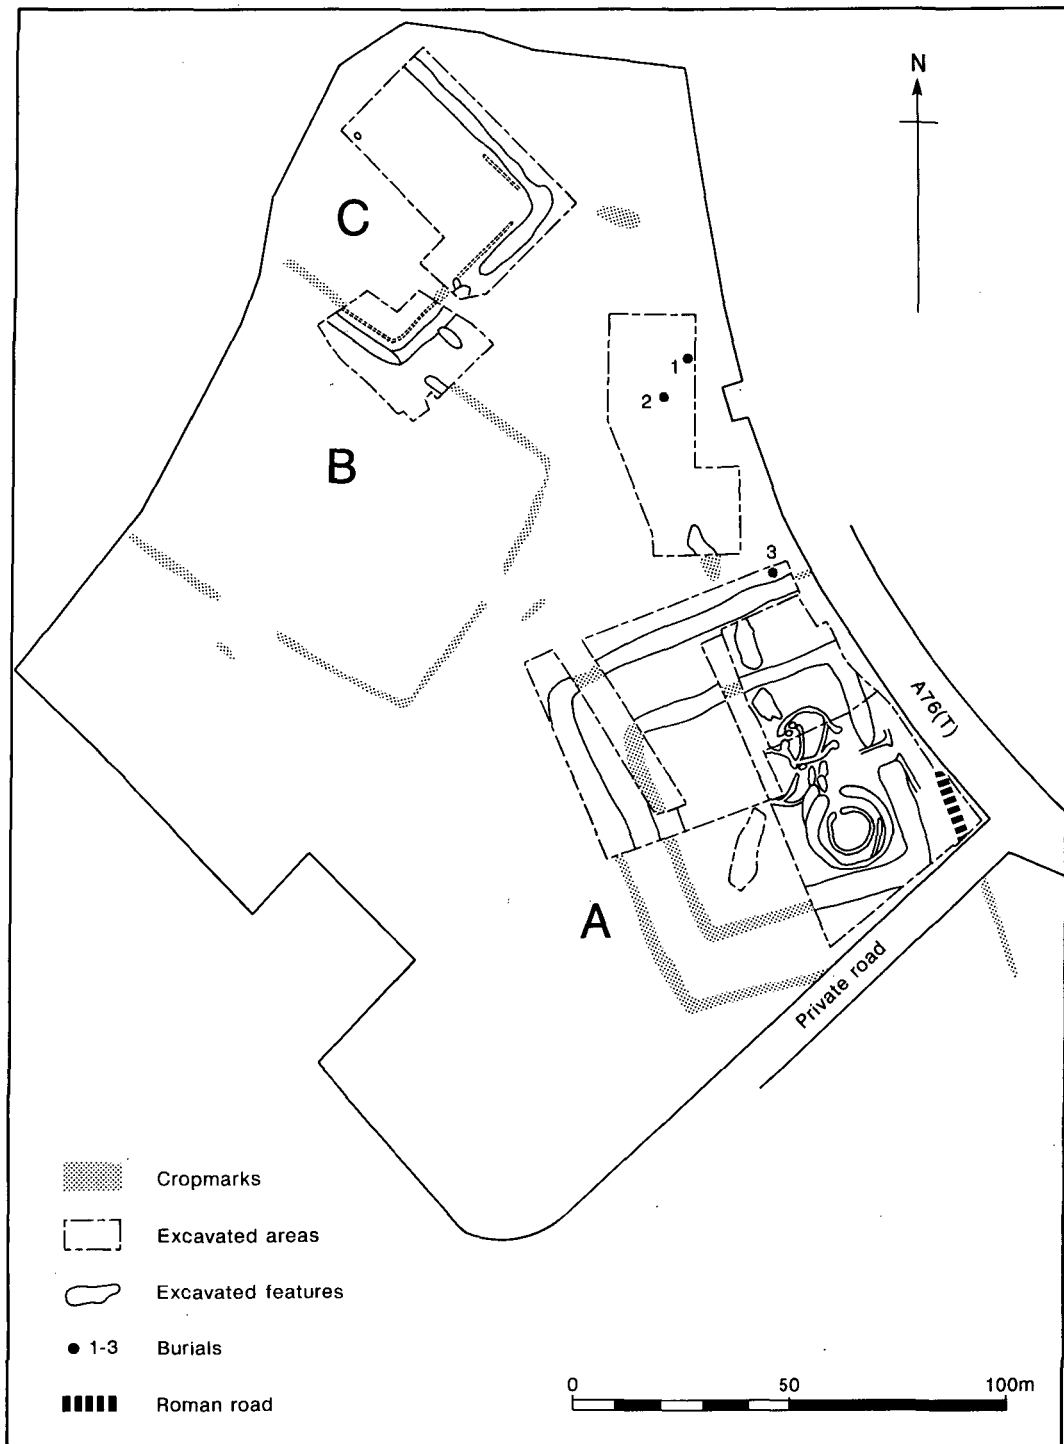 N
C
1
2
B
3
A76(T)
A
Private road
Cropmarks
Excavated areas
Excavated features
1-3 Burials
Roman road
0 50 100m